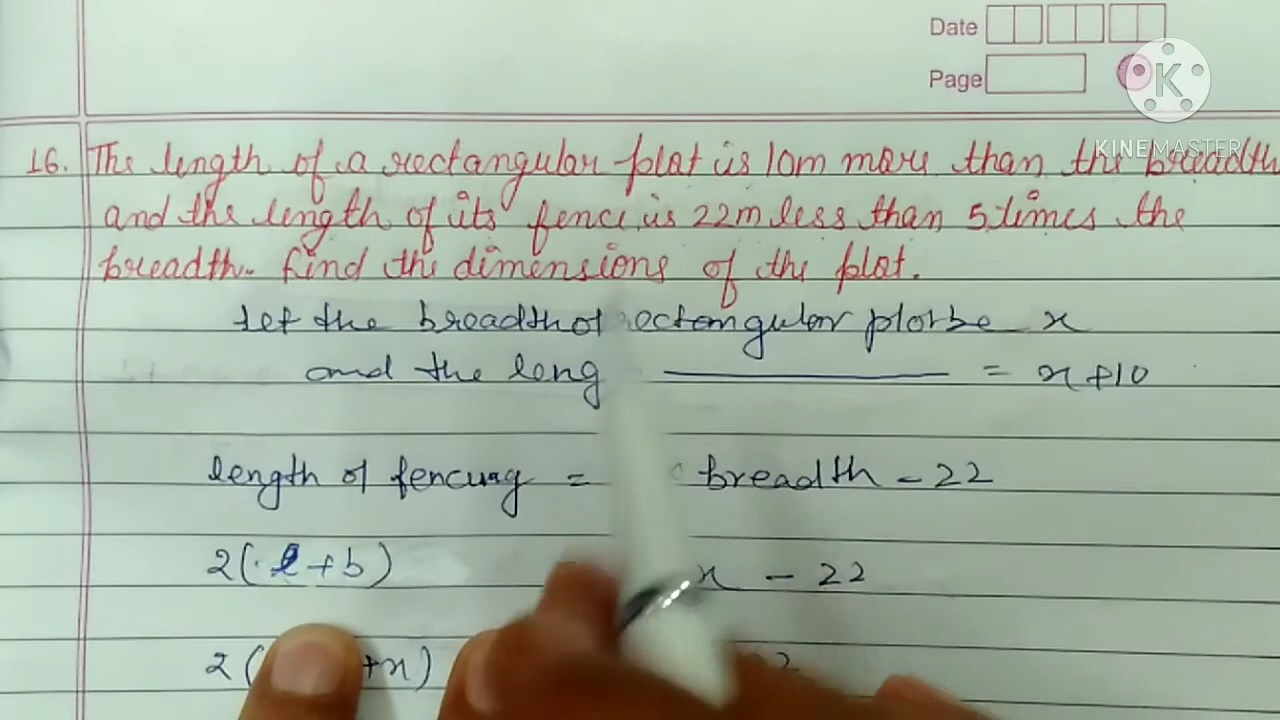 Date
Page
K
KINEMASTER
16. The length of a rectangular plot is 10m more than the breadth
and the length of its fence is 22m less than 5 times the
breadth. find the dimensions of the plot.
let the breadth of rectangular plot be x
and the leng = x+10
length of fencing = breadth - 22
2(l+b) x - 22
2( +x)